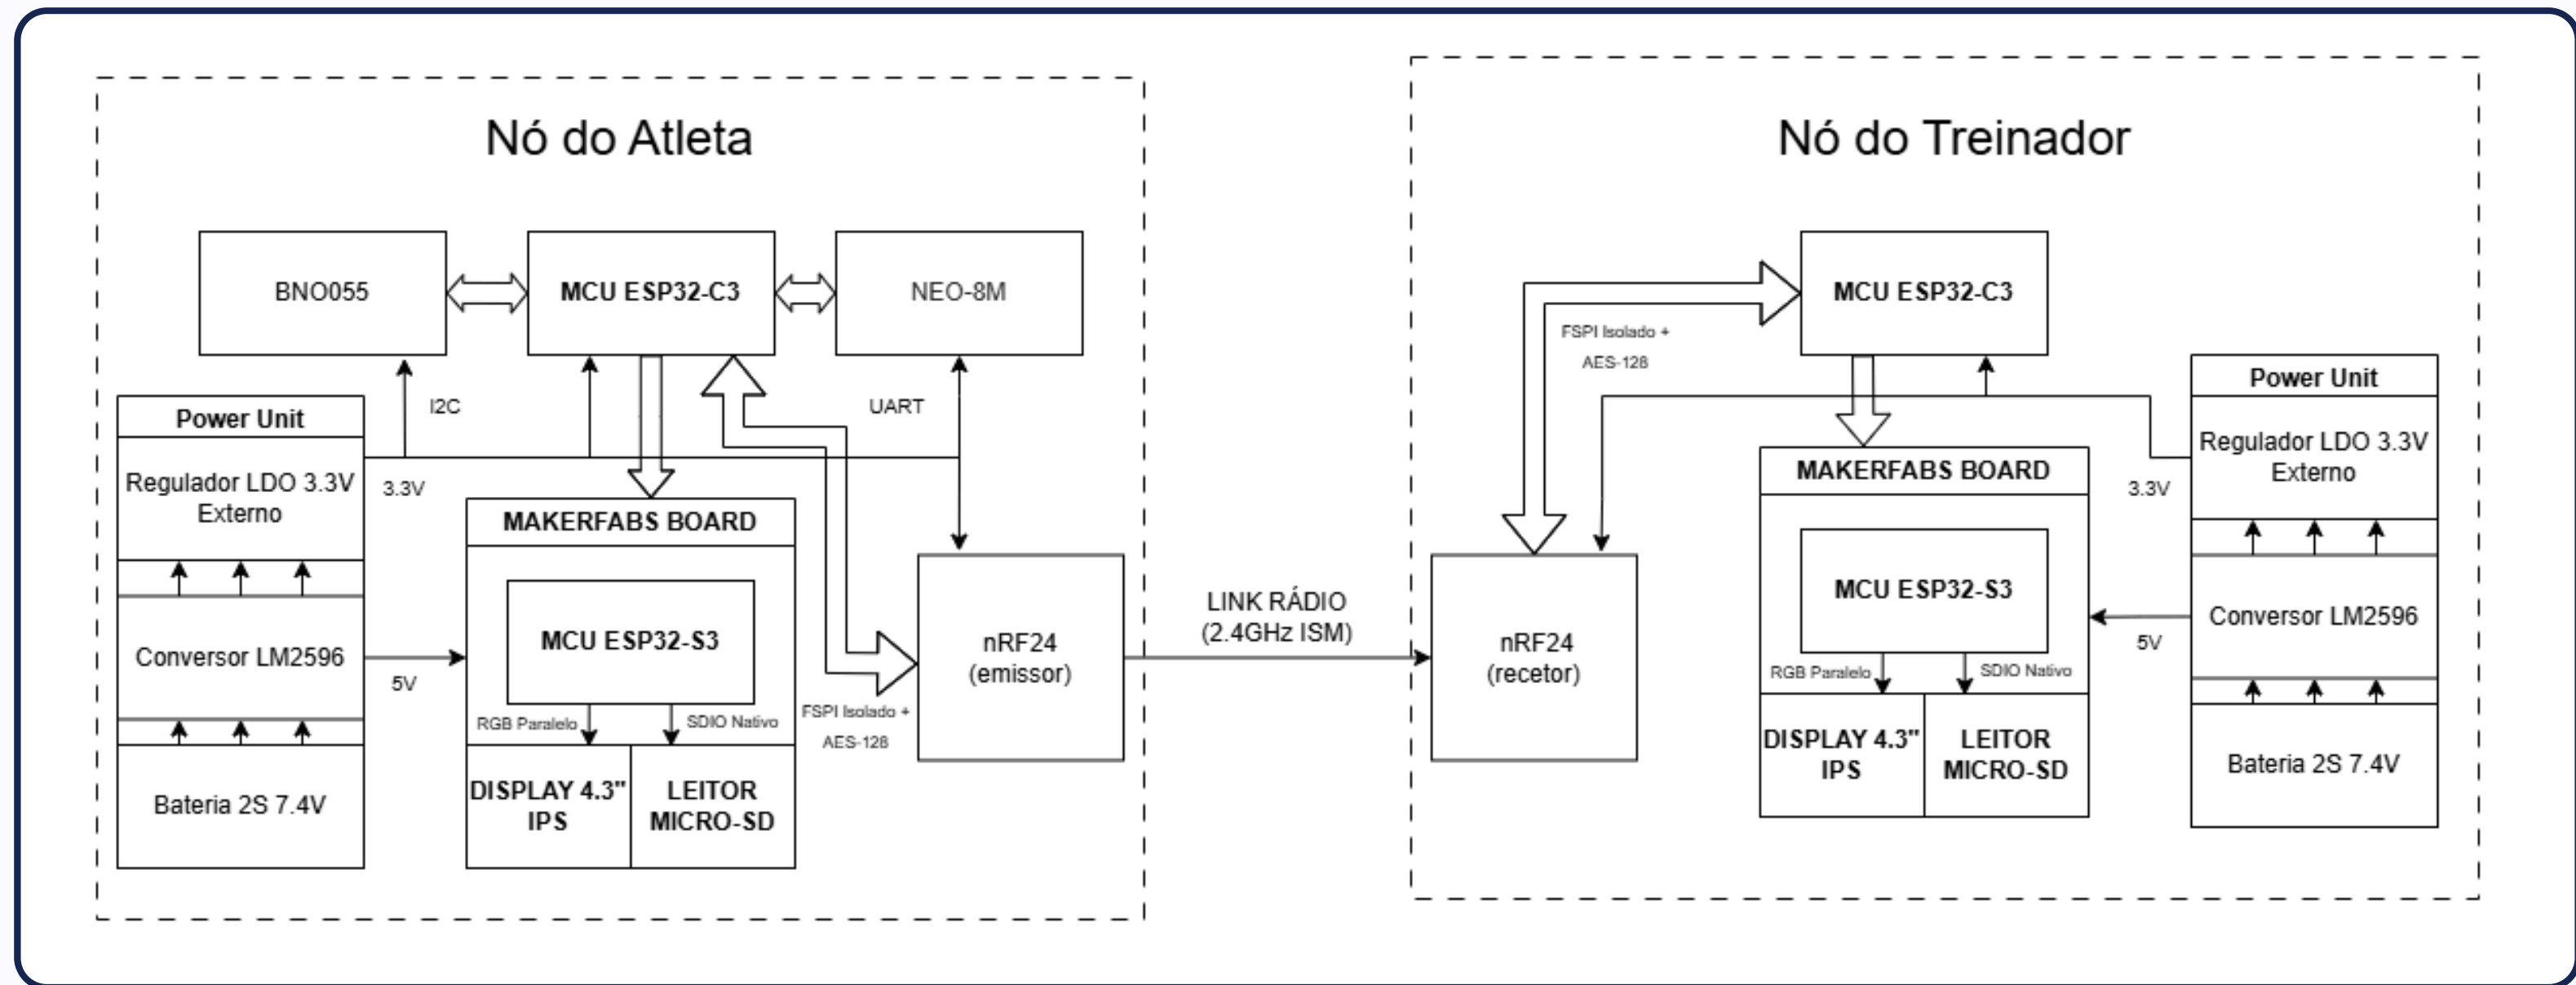 Nó do Atleta
BNO055
MCU ESP32-C3
NEO-8M
I2C
UART
Power Unit
Regulador LDO 3.3V
Externo
3.3V
Conversor LM2596
5V
Bateria 2S 7.4V
MAKERFABS BOARD
MCU ESP32-S3
RGB Paralelo
SDIO Nativo
DISPLAY 4.3"
IPS
LEITOR
MICRO-SD
FSPI Isolado +
AES-128
nRF24
(emissor)
LINK RÁDIO
(2.4GHz ISM)
Nó do Treinador
MCU ESP32-C3
FSPI Isolado +
AES-128
nRF24
(recetor)
MAKERFABS BOARD
MCU ESP32-S3
RGB Paralelo
SDIO Nativo
DISPLAY 4.3"
IPS
LEITOR
MICRO-SD
Power Unit
Regulador LDO 3.3V
Externo
3.3V
Conversor LM2596
5V
Bateria 2S 7.4V